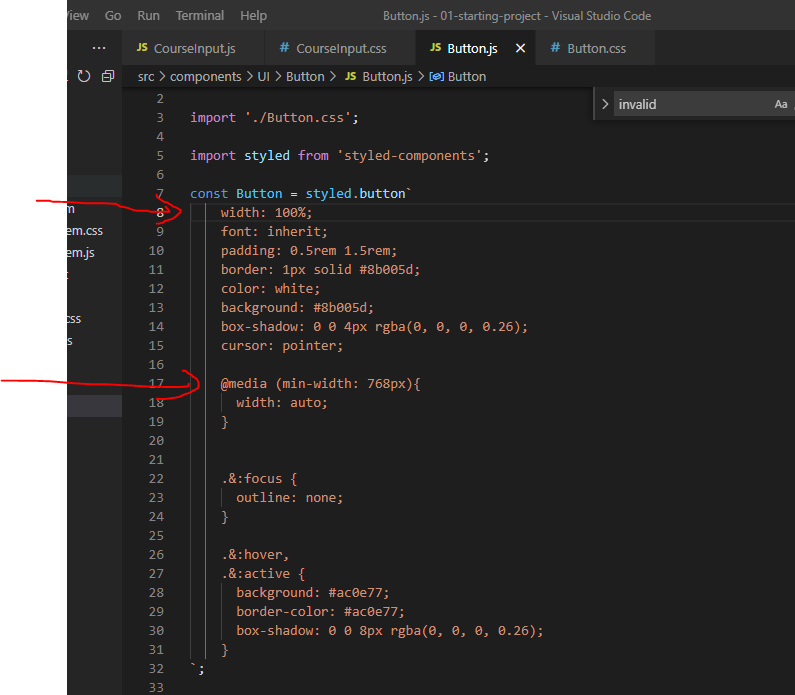 View Go Run Terminal Help Button.js - 01-starting-project - Visual Studio Code
JS CourseInput.js # CourseInput.css JS Button.js # Button.css
src > components > UI > Button > JS Button.js > Button
invalid Aa
2
3 import './Button.css';
4
5 import styled from 'styled-components';
6
7 const Button = styled.button`
8 width: 100%;
9 font: inherit;
10 padding: 0.5rem 1.5rem;
11 border: 1px solid #8b005d;
12 color: white;
13 background: #8b005d;
14 box-shadow: 0 0 4px rgba(0, 0, 0, 0.26);
15 cursor: pointer;
16
17 @media (min-width: 768px){
18 width: auto;
19 }
20
21
22 .&:focus {
23 outline: none;
24 }
25
26 .&:hover,
27 .&:active {
28 background: #ac0e77;
29 border-color: #ac0e77;
30 box-shadow: 0 0 8px rgba(0, 0, 0, 0.26);
31 }
32 `;
33
m
em.css
em.js
t
css
s